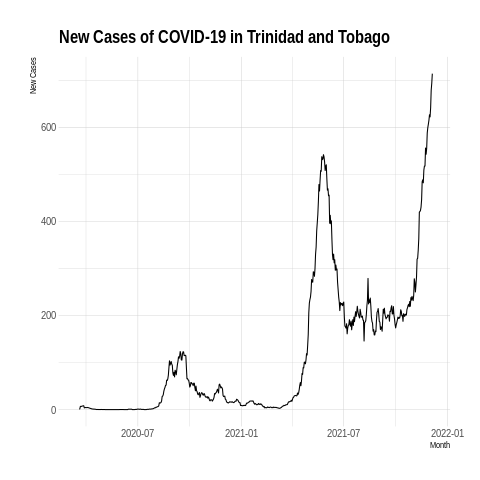 New Cases of COVID-19 in Trinidad and Tobago
New Cases
600
400
200
0
2020-07 2021-01 2021-07 2022-01
Month